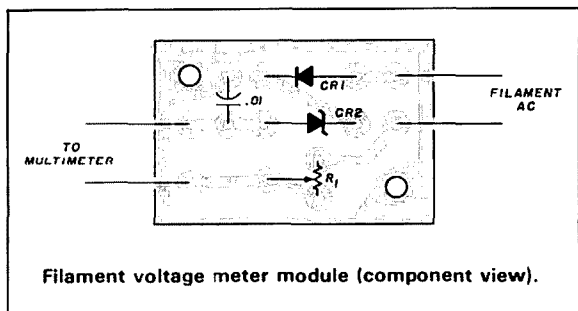 CR1
.01
FILAMENT
AC
CR2
TO
MULTIMETER
R1
Filament voltage meter module (component view).